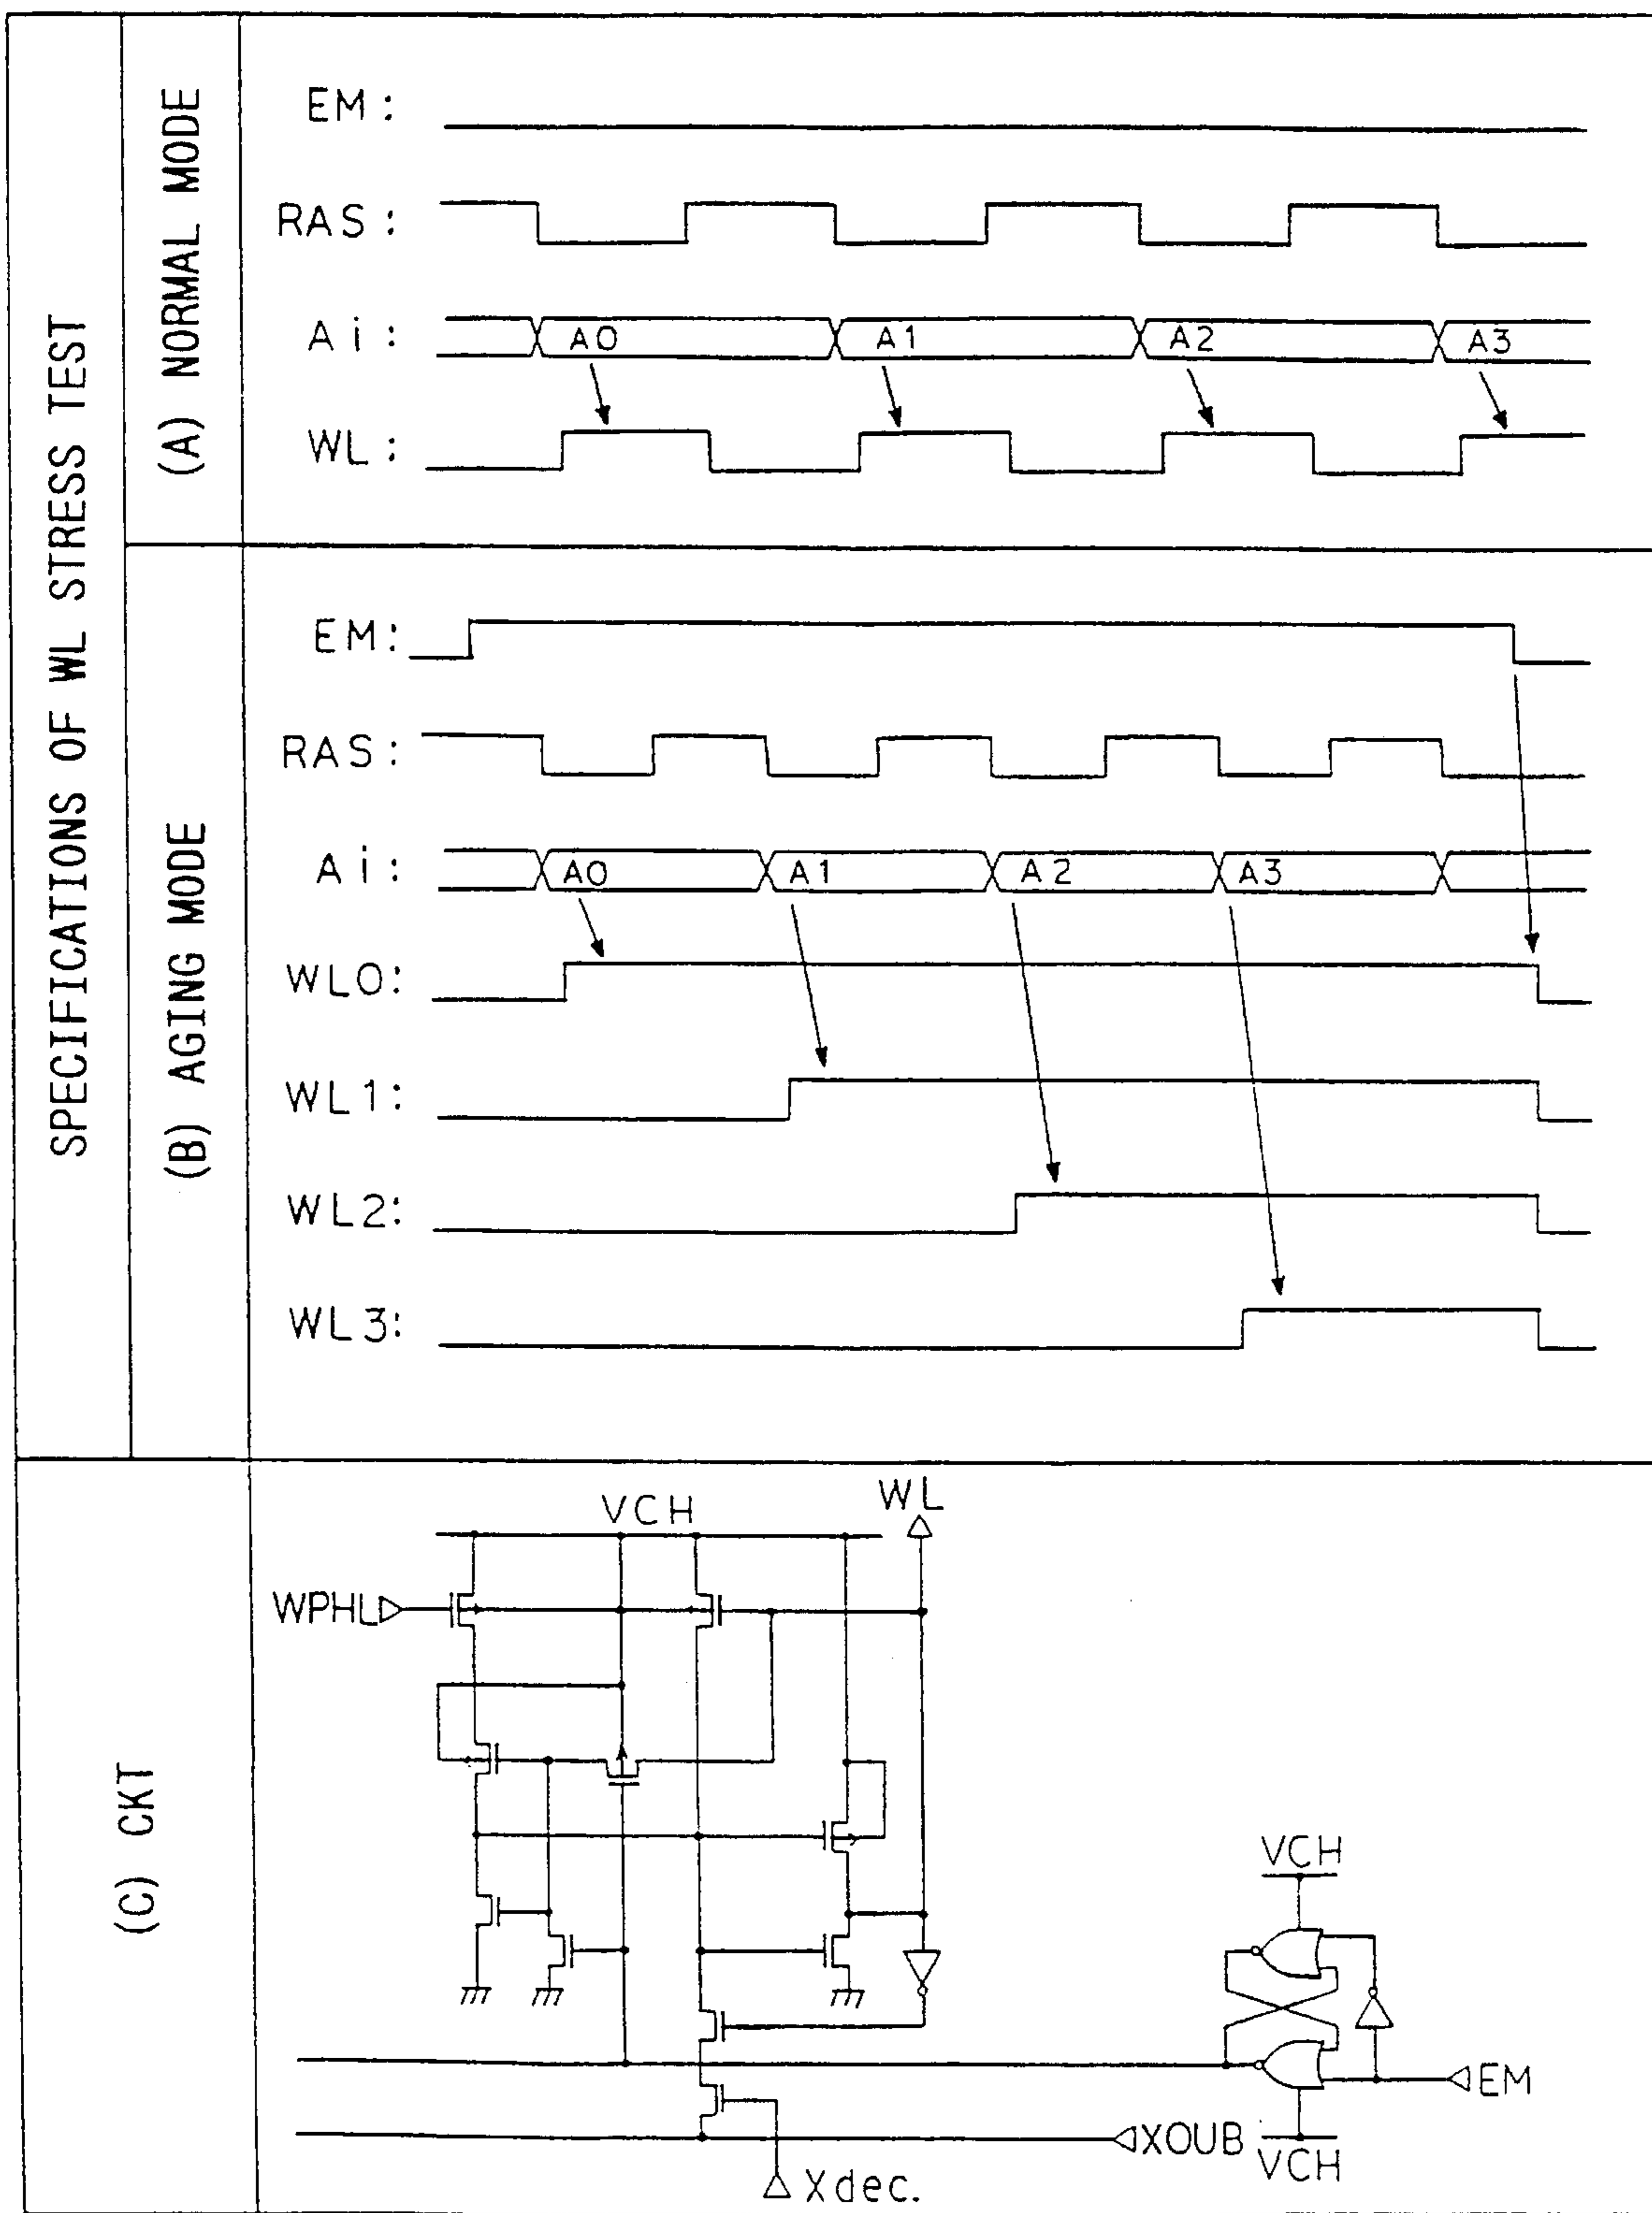 SPECIFICATIONS OF WL STRESS TEST
(A) NORMAL MODE
EM :
RAS :
Ai :
A0
A1
A2
A3
WL :
(B) AGING MODE
EM:
RAS:
Ai:
A0
A1
A2
A3
WL0:
WL1:
WL2:
WL3:
(C) CKT
VCH
WL
WPHL
VCH
EM
XOUB
VCH
Xdec.